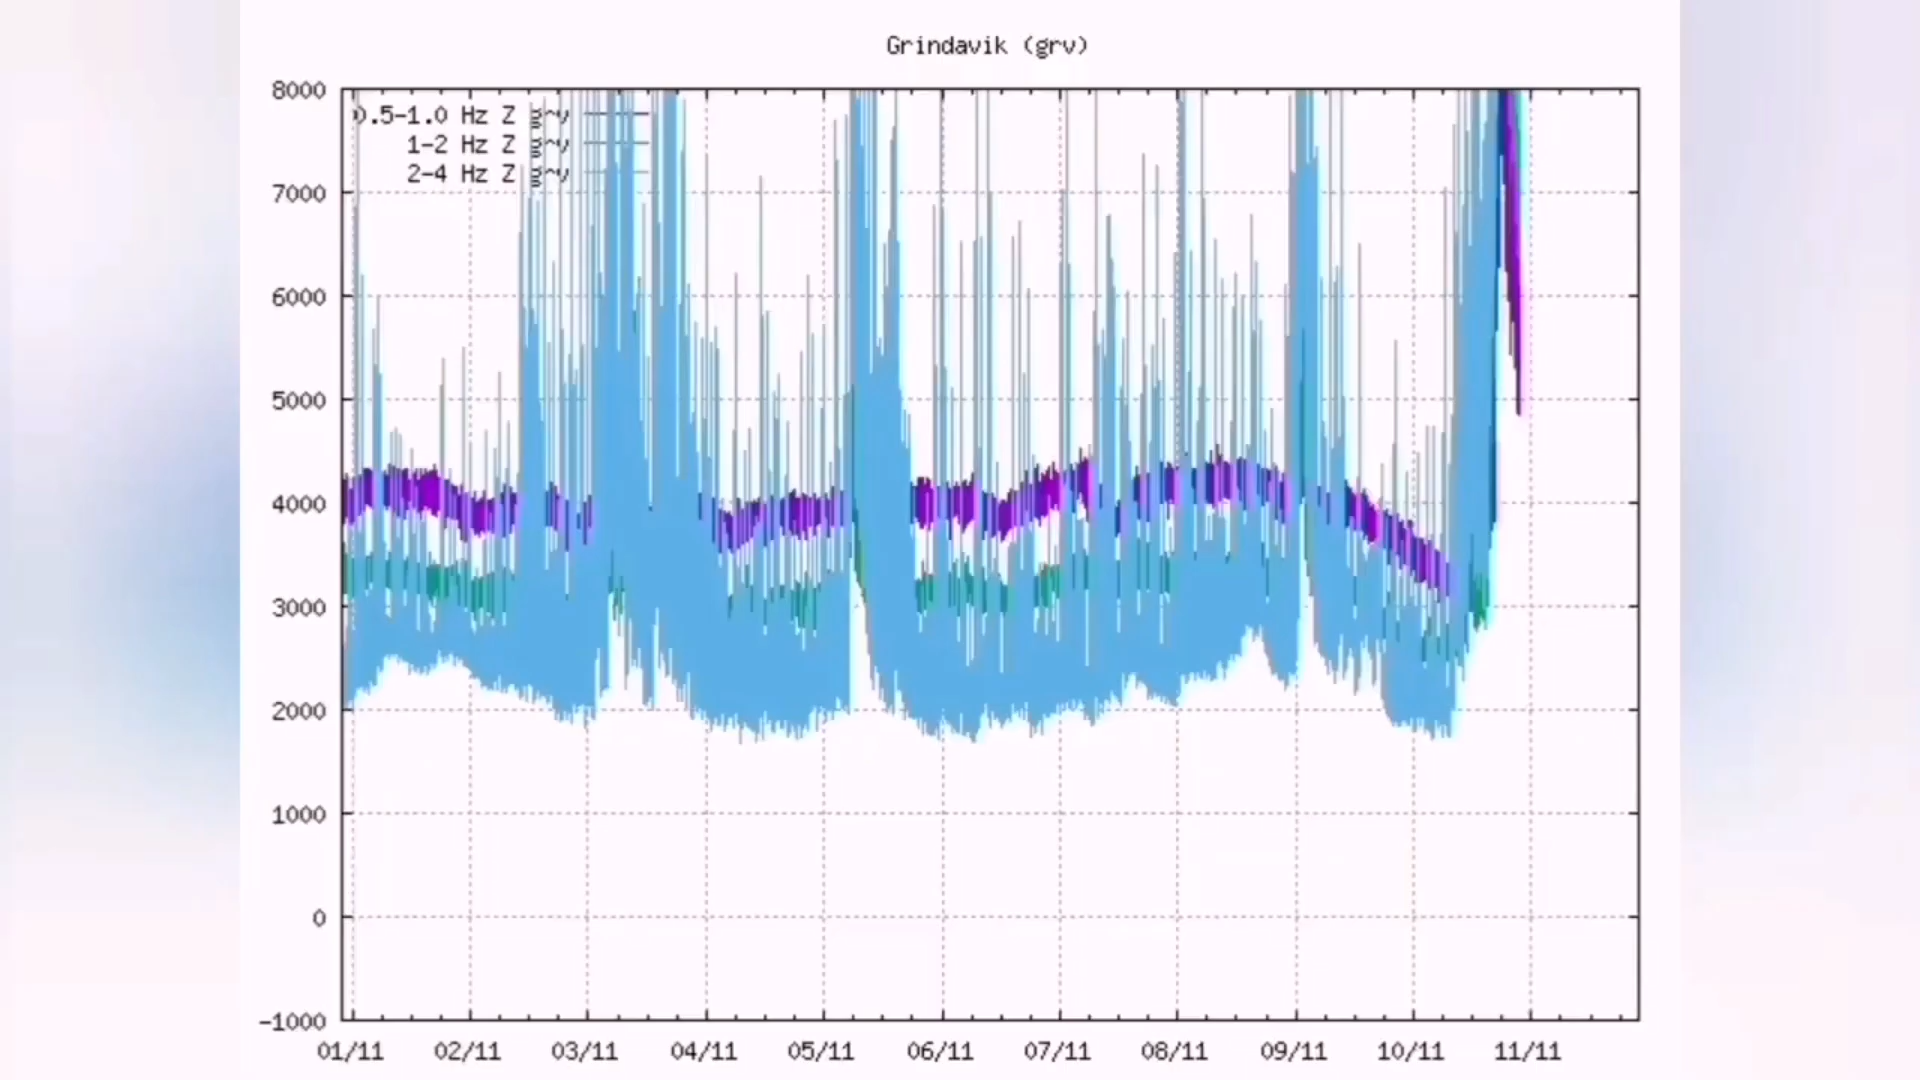 Grindavik (grv)
8000
0.5-1.0 Hz Z
1-2 Hz Z
2-4 Hz Z
7000
6000
5000
4000
3000
2000
1000
0
-1000
01/11 02/11 03/11 04/11 05/11 06/11 07/11 08/11 09/11 10/11 11/11